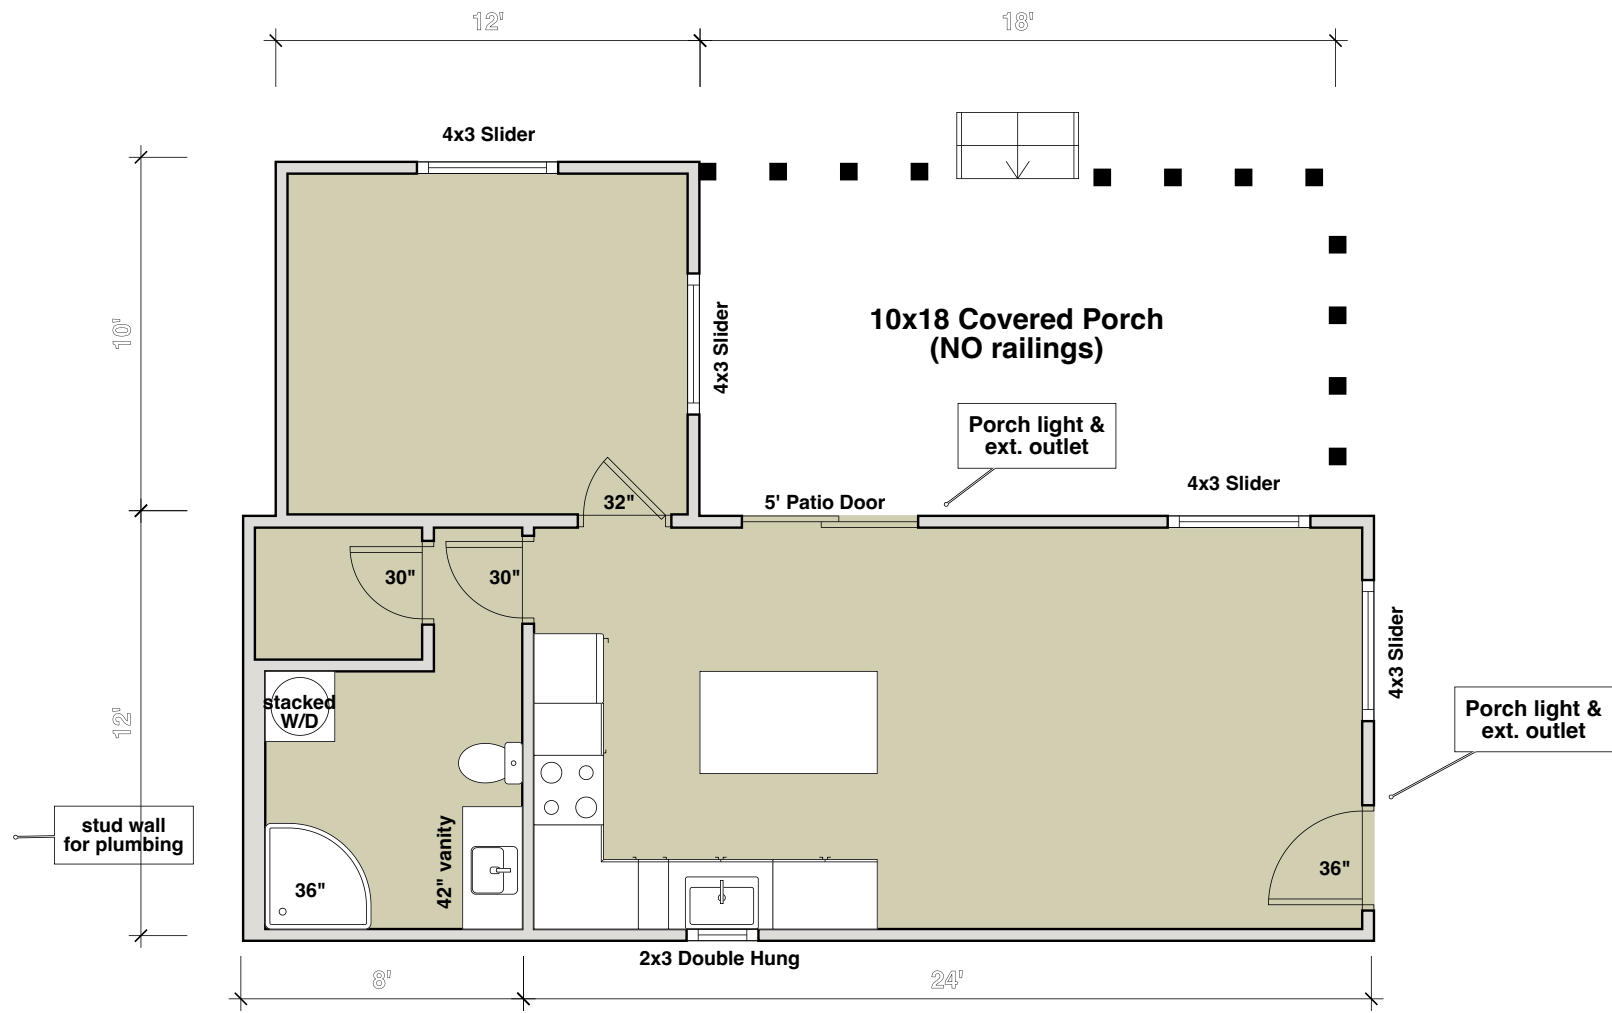 12'
18'
4x3 Slider
10'
4x3 Slider
10x18 Covered Porch
(NO railings)
Porch light &
ext. outlet
4x3 Slider
32"
5' Patio Door
30"
30"
4x3 Slider
stacked
W/D
12'
Porch light &
ext. outlet
stud wall
for plumbing
42" vanity
36"
36"
2x3 Double Hung
8'
24'